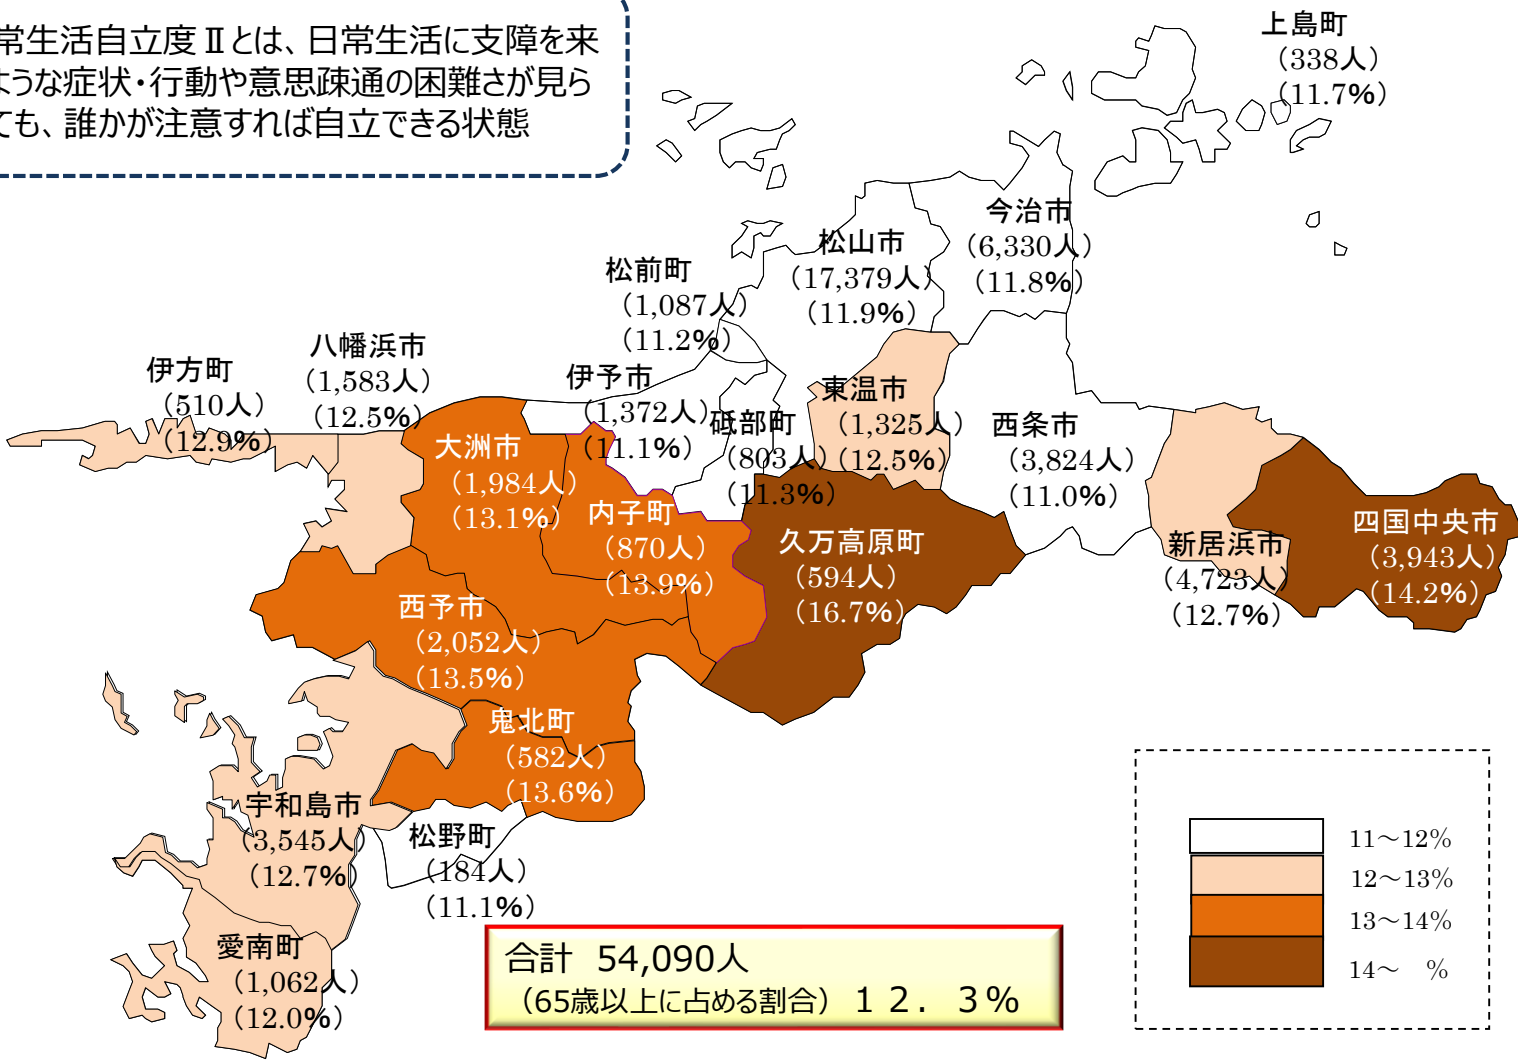 常生活自立度Ⅱとは、日常生活に支障を来
ような症状・行動や意思疎通の困難さが見ら
ても、誰かが注意すれば自立できる状態
上島町
（338人）
（11.7%）
今治市
（6,330人）
（11.8%）
松山市
（17,379人）
（11.9%）
松前町
（1,087人）
（11.2%）
八幡浜市
（1,583人）
（12.5%）
伊方町
（510人）
（12.9%）
伊予市
（1,372人）
（11.1%）
砥部町
（803人）
（11.3%）
東温市
（1,325人）
（12.5%）
西条市
（3,824人）
（11.0%）
大洲市
（1,984人）
（13.1%）
内子町
（870人）
（13.9%）
久万高原町
（594人）
（16.7%）
新居浜市
（4,723人）
（12.7%）
四国中央市
（3,943人）
（14.2%）
西予市
（2,052人）
（13.5%）
鬼北町
（582人）
（13.6%）
宇和島市
（3,545人）
（12.7%）
松野町
（184人）
（11.1%）
愛南町
（1,062人）
（12.0%）
合計 54,090人
（65歳以上に占める割合）１２．３%
11～12%
12～13%
13～14%
14～ %